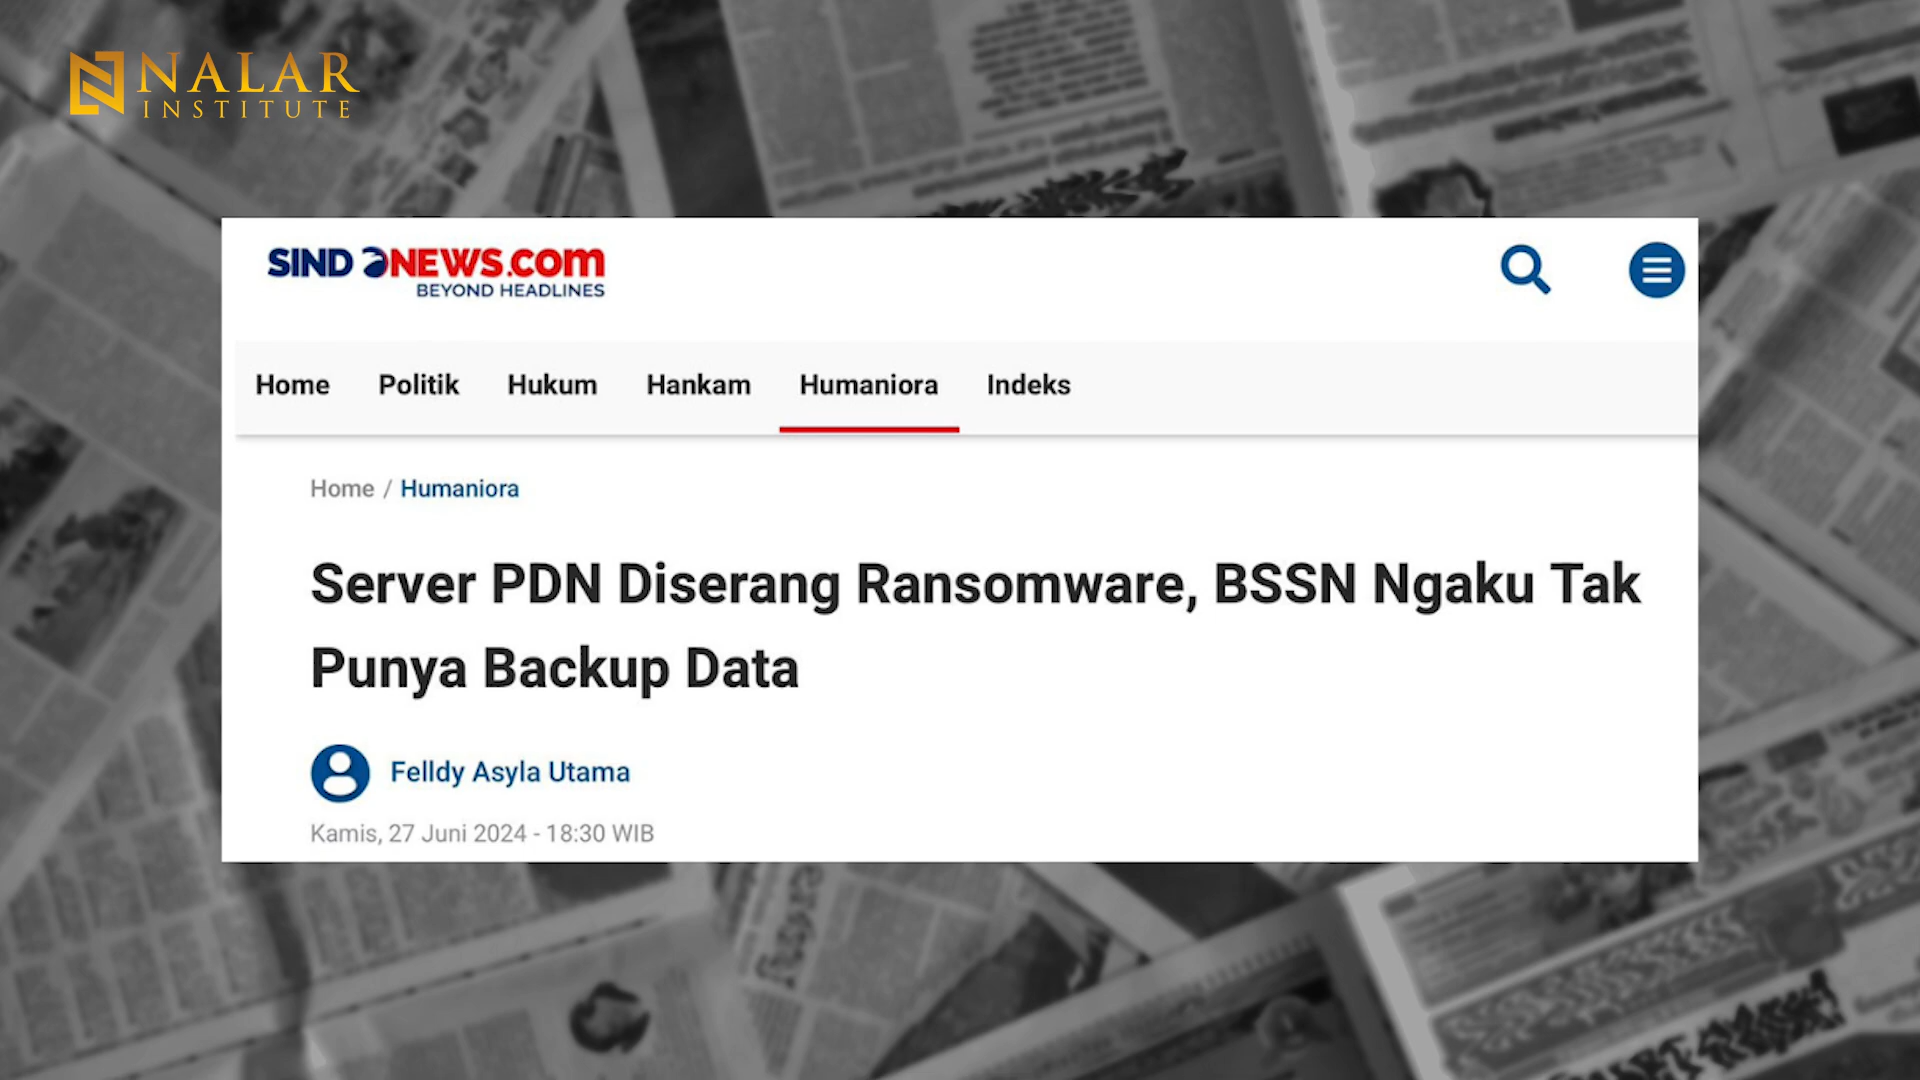 NALAR
INSTITUTE
SINDONEWS.COM
BEYOND HEADLINES
Home Politik Hukum Hankam Humaniora Indeks
Home / Humaniora
Server PDN Diserang Ransomware, BSSN Ngaku Tak
Punya Backup Data
Felldy Asyla Utama
Kamis, 27 Juni 2024 - 18:30 WIB